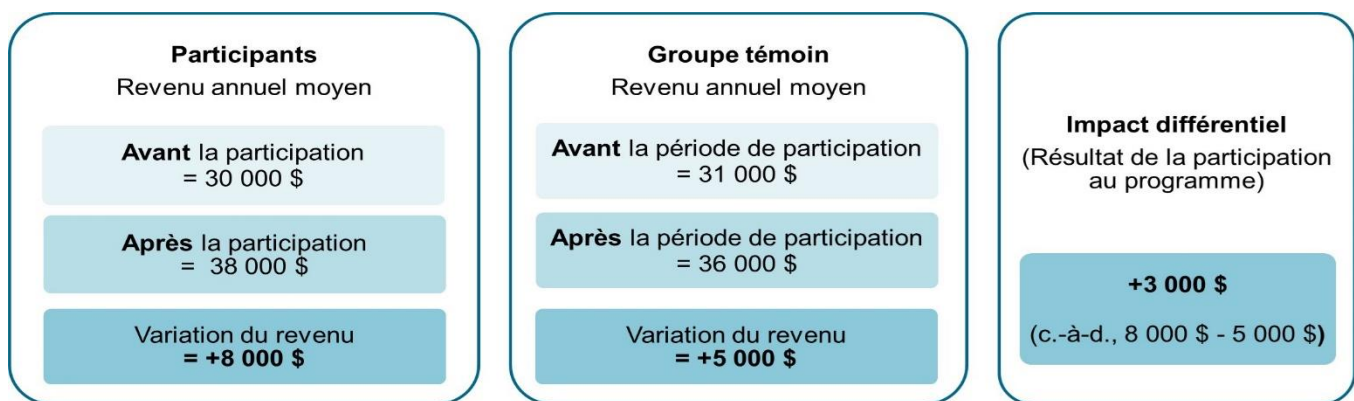 Participants
Revenu annuel moyen
Avant la participation
= 30 000 $
Après la participation
= 38 000 $
Variation du revenu
= +8 000 $
Groupe témoin
Revenu annuel moyen
Avant la période de participation
= 31 000 $
Après la période de participation
= 36 000 $
Variation du revenu
= +5 000 $
Impact différentiel
(Résultat de la participation
au programme)
+3 000 $
(c.-à-d., 8 000 $ - 5 000 $)